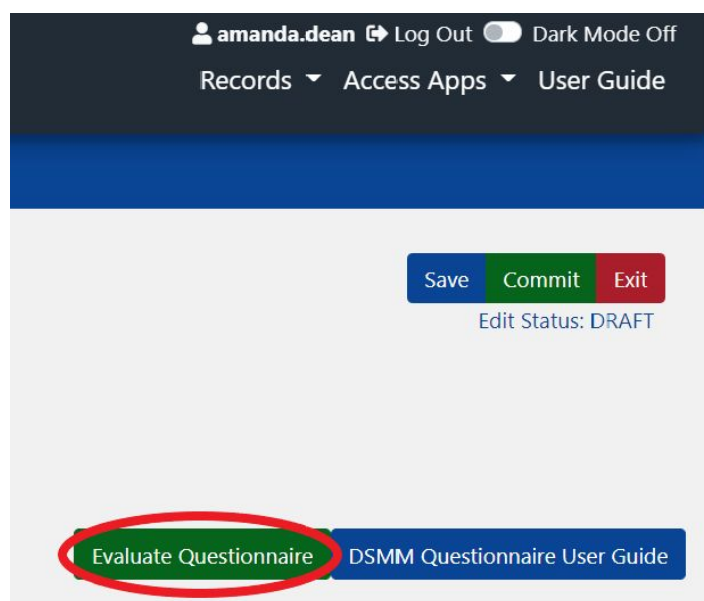 amanda.dean Log Out Dark Mode Off
Records Access Apps User Guide
Save Commit Exit
Edit Status: DRAFT
Evaluate Questionnaire DSMM Questionnaire User Guide